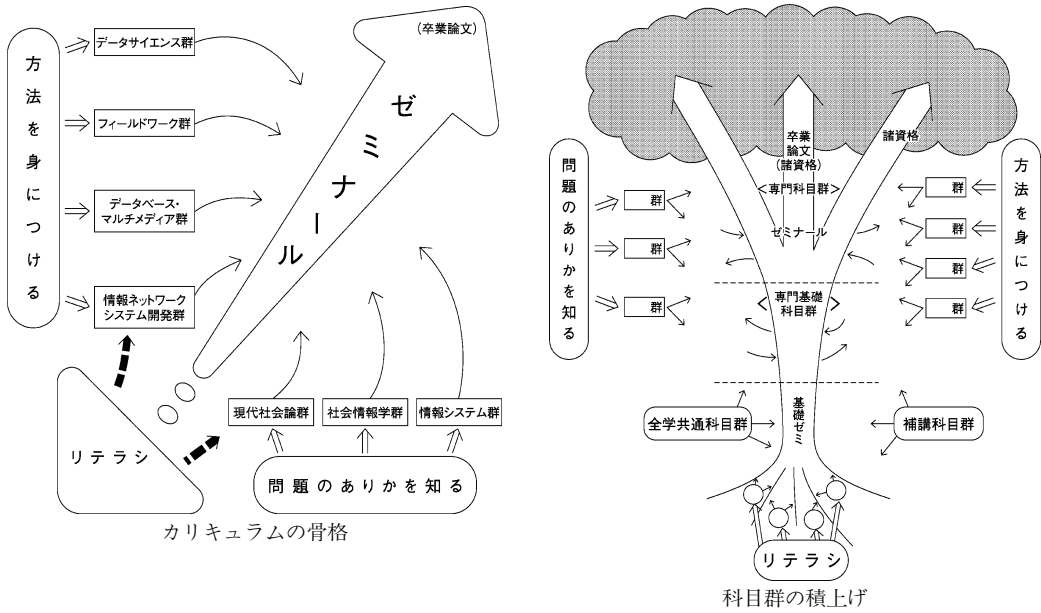 方法を身につける
データサイエンス群
フィールドワーク群
データベース・
マルチメディア群
情報ネットワーク
システム開発群
(卒業論文)
ゼミナール
リテラシ
現代社会論群
社会情報学群
情報システム群
問題のありかを知る
カリキュラムの骨格
問題のありかを知る
群
群
群
卒業
論文
(諸資格)
諸資格
<専門科目群>
ゼミナール
専門基礎
科目群
基礎ゼミ
方法を身につける
群
群
群
群
全学共通科目群
補講科目群
リテラシ
科目群の積上げ